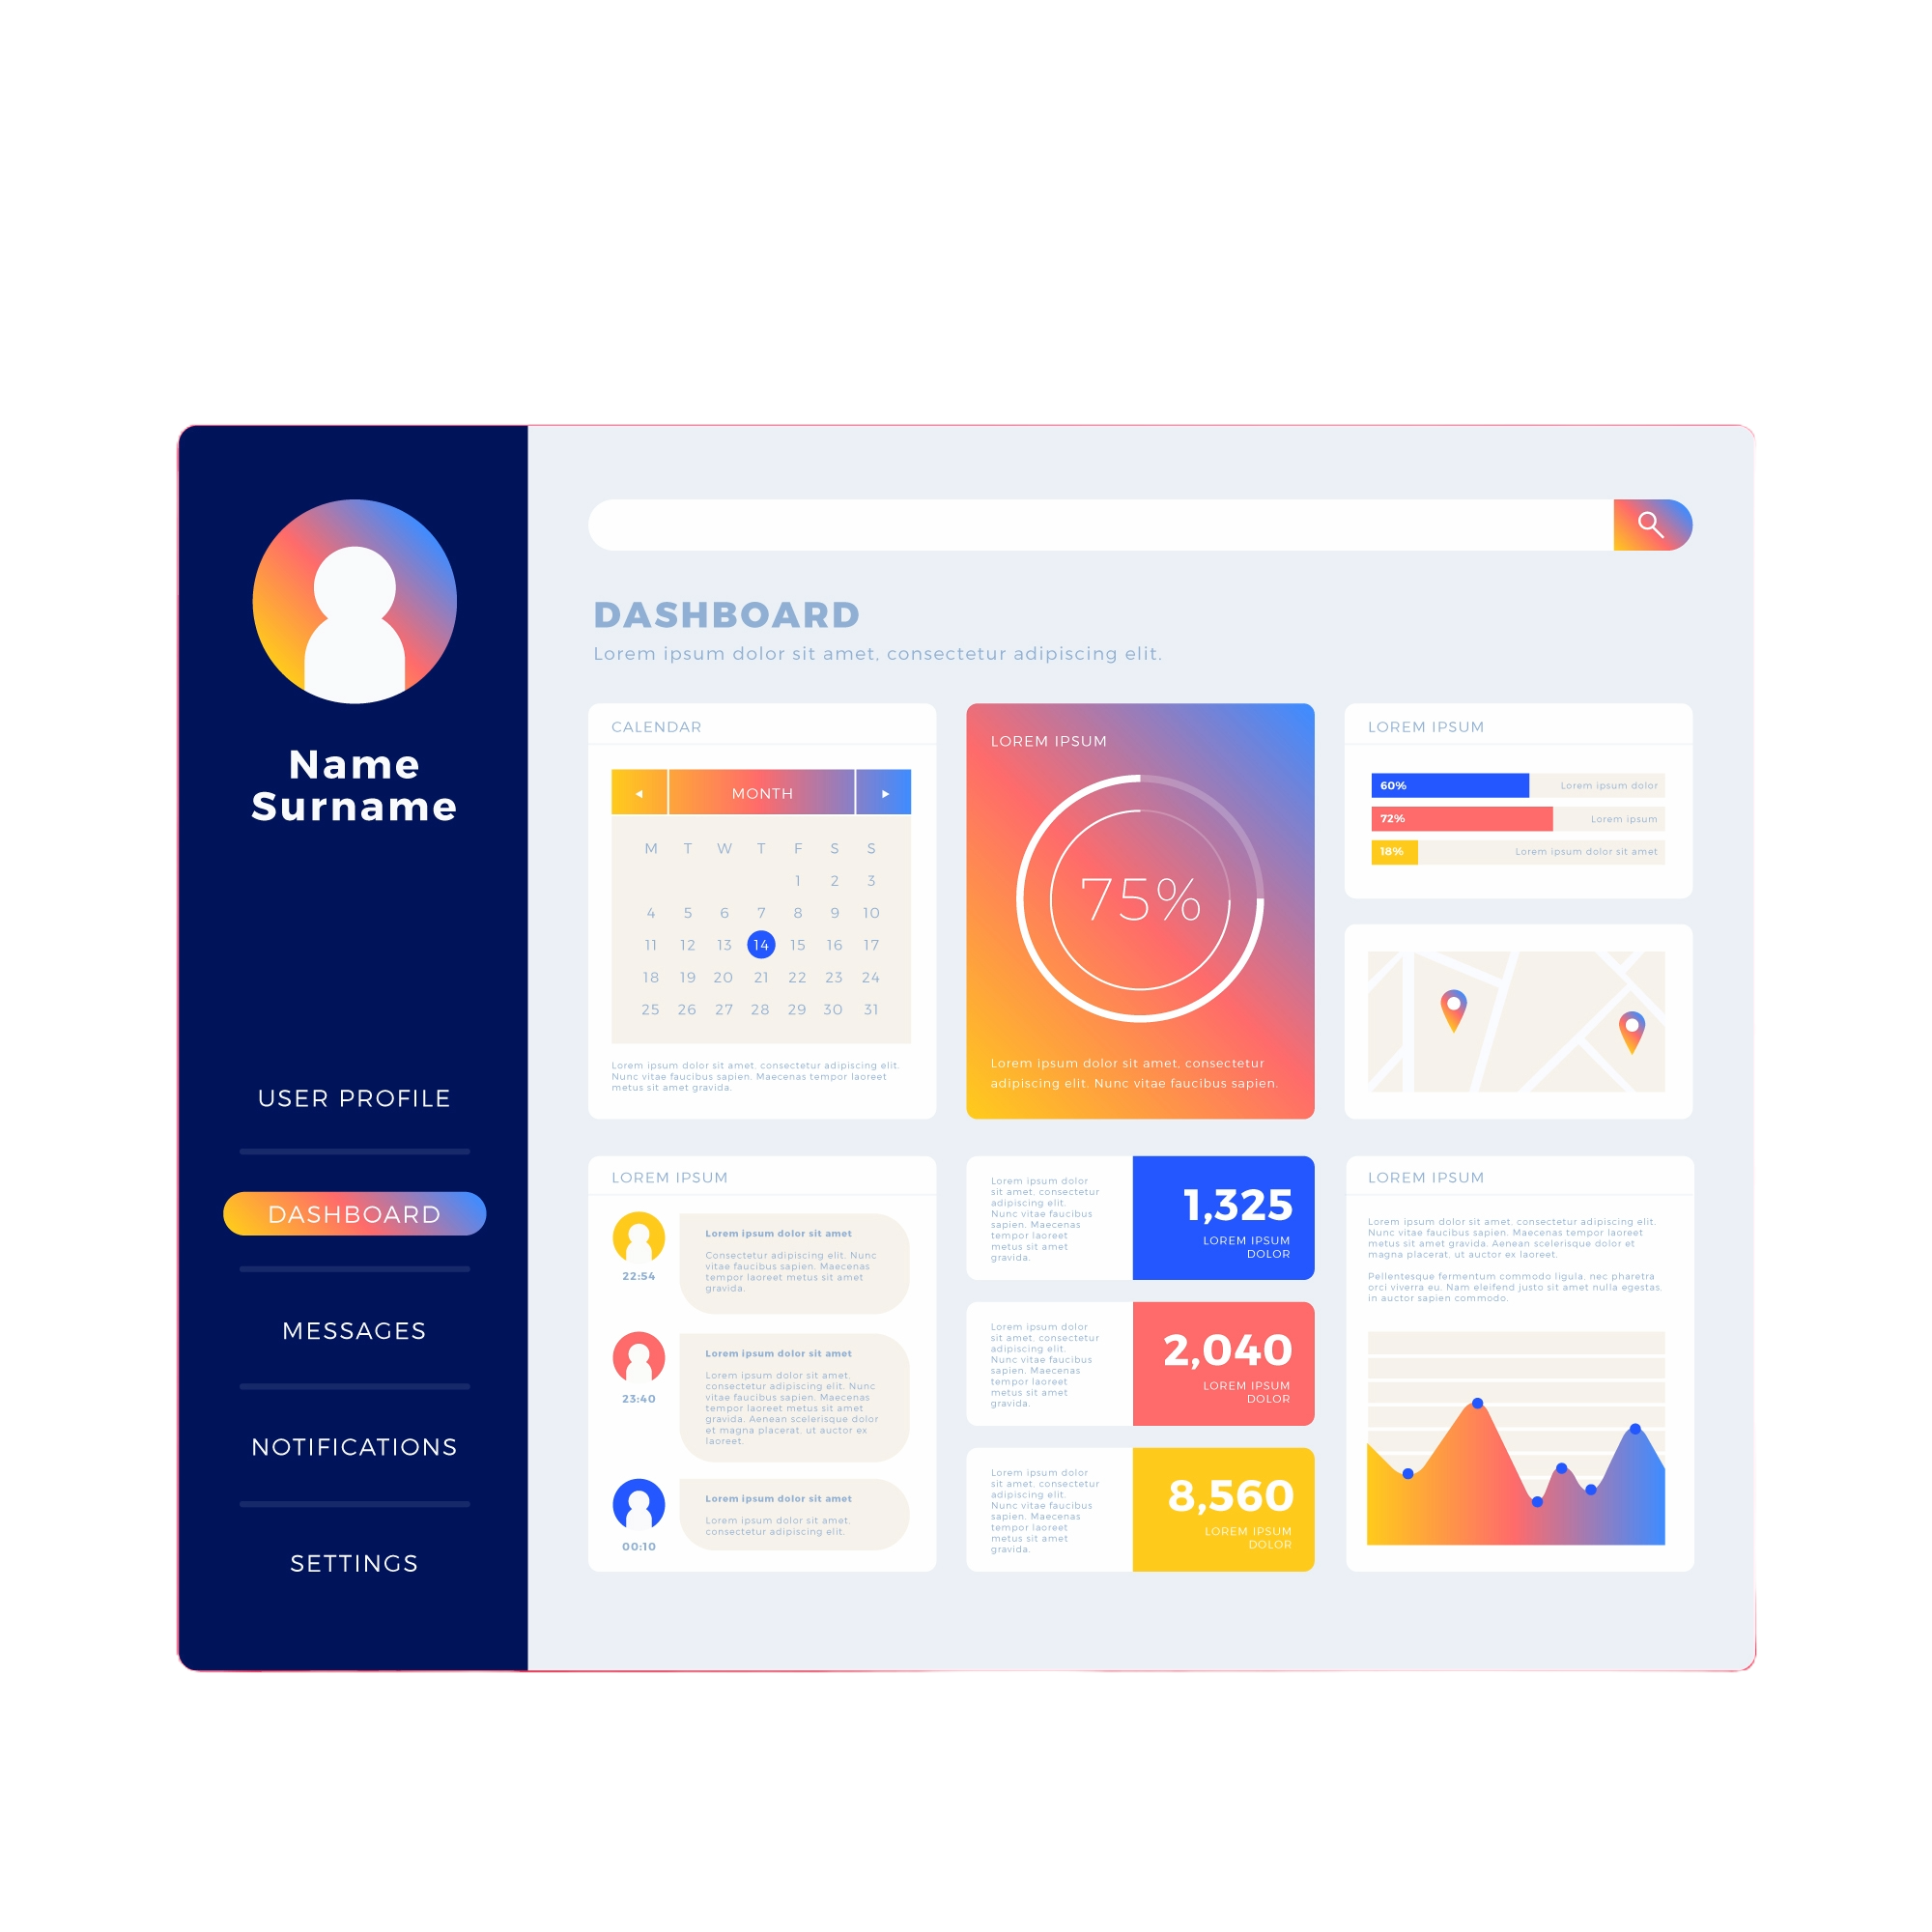 Name
Surname
USER PROFILE
DASHBOARD
MESSAGES
NOTIFICATIONS
SETTINGS
DASHBOARD
Lorem ipsum dolor sit amet, consectetur adipiscing elit.
CALENDAR
MONTH
M T W T F S S
1 2 3
4 5 6 7 8 9 10
11 12 13 14 15 16 17
18 19 20 21 22 23 24
25 26 27 28 29 30 31
Lorem ipsum dolor sit amet, consectetur adipiscing elit.
Nunc vitae faucibus sapien. Maecenas tempor laoreet
metus sit amet gravida.
LOREM IPSUM
75%
Lorem ipsum dolor sit amet, consectetur
adipiscing elit. Nunc vitae faucibus sapien.
LOREM IPSUM
60% Lorem ipsum dolor
72% Lorem ipsum
18% Lorem ipsum dolor sit amet
LOREM IPSUM
22:54
Lorem ipsum dolor sit amet
Consectetur adipiscing elit. Nunc
vitae faucibus sapien. Maecenas
tempor laoreet metus sit amet
gravida.
23:40
Lorem ipsum dolor sit amet
Lorem ipsum dolor sit amet,
consectetur adipiscing elit. Nunc
vitae faucibus sapien. Maecenas
tempor laoreet metus sit amet
gravida. Aenean scelerisque dolor
et magna placerat, ut auctor ex
laoreet.
00:10
Lorem ipsum dolor sit amet
Lorem ipsum dolor sit amet,
consectetur adipiscing elit.
Lorem ipsum dolor
sit amet, consectetur
adipiscing elit.
Nunc vitae faucibus
sapien. Maecenas
tempor laoreet
metus sit amet
gravida.
1,325
LOREM IPSUM
DOLOR
Lorem ipsum dolor
sit amet, consectetur
adipiscing elit.
Nunc vitae faucibus
sapien. Maecenas
tempor laoreet
metus sit amet
gravida.
2,040
LOREM IPSUM
DOLOR
Lorem ipsum dolor
sit amet, consectetur
adipiscing elit.
Nunc vitae faucibus
sapien. Maecenas
tempor laoreet
metus sit amet
gravida.
8,560
LOREM IPSUM
DOLOR
LOREM IPSUM
Lorem ipsum dolor sit amet, consectetur adipiscing elit.
Nunc vitae faucibus sapien. Maecenas tempor laoreet
metus sit amet gravida. Aenean scelerisque dolor et
magna placerat, ut auctor ex laoreet.
Pellentesque fermentum commodo ligula, nec pharetra
orci viverra eu. Nam eleifend justo sit amet nulla egestas,
in auctor sapien commodo.